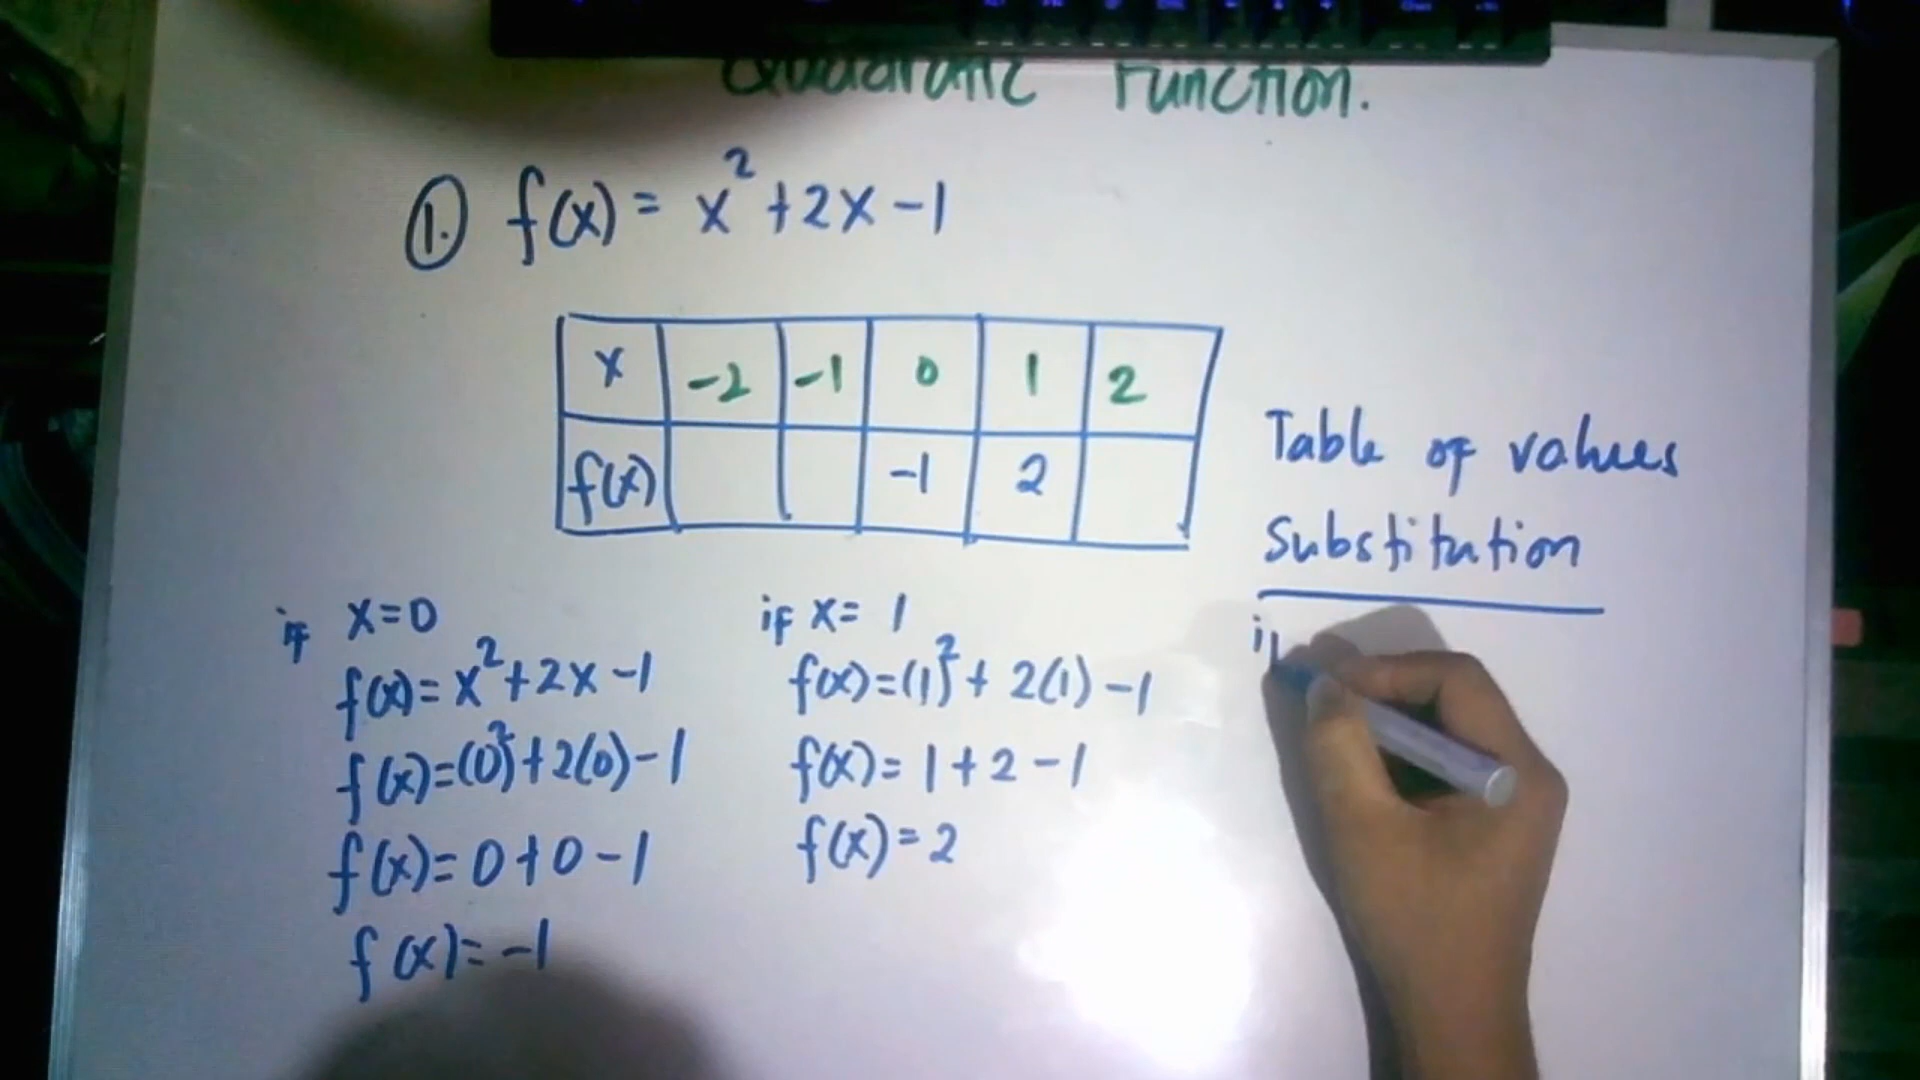 Quadratic Function.
1. f(x) = x² + 2x - 1
x -2 -1 0 1 2
f(x) -1 2
Table of values
Substitution
if x = 0
f(x) = x² + 2x - 1
f(x) = (0)² + 2(0) - 1
f(x) = 0 + 0 - 1
f(x) = -1
if x = 1
f(x) = (1)² + 2(1) - 1
f(x) = 1 + 2 - 1
f(x) = 2